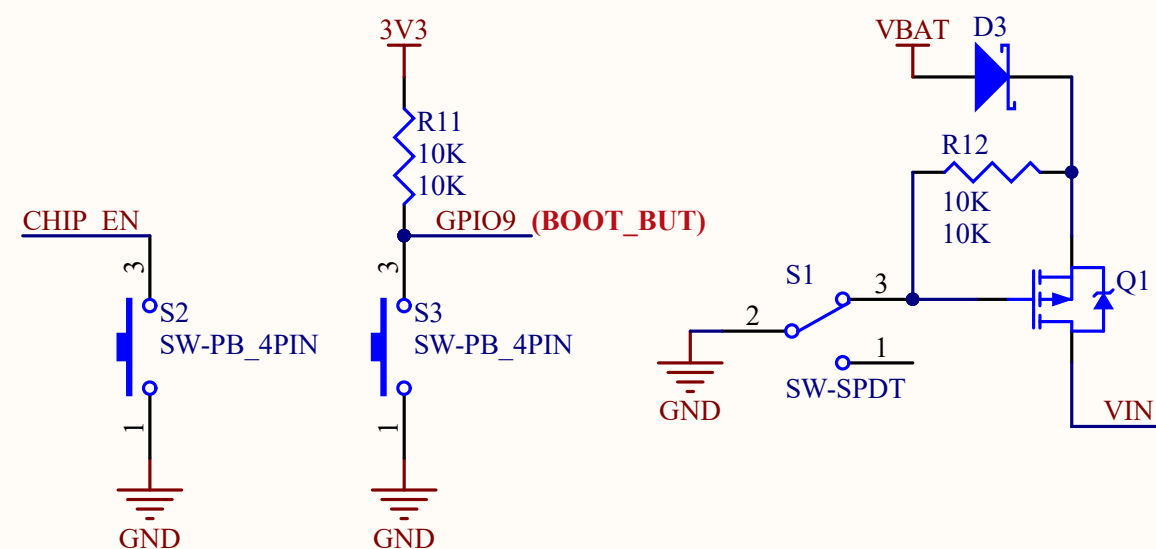 3V3
R11
10K
10K
GPIO9 (BOOT_BUT)
3
S3
SW-PB_4PIN
1
GND
CHIP_EN
3
S2
SW-PB_4PIN
1
GND
VBAT
D3
R12
10K
10K
S1
3
2
1
SW-SPDT
GND
Q1
VIN